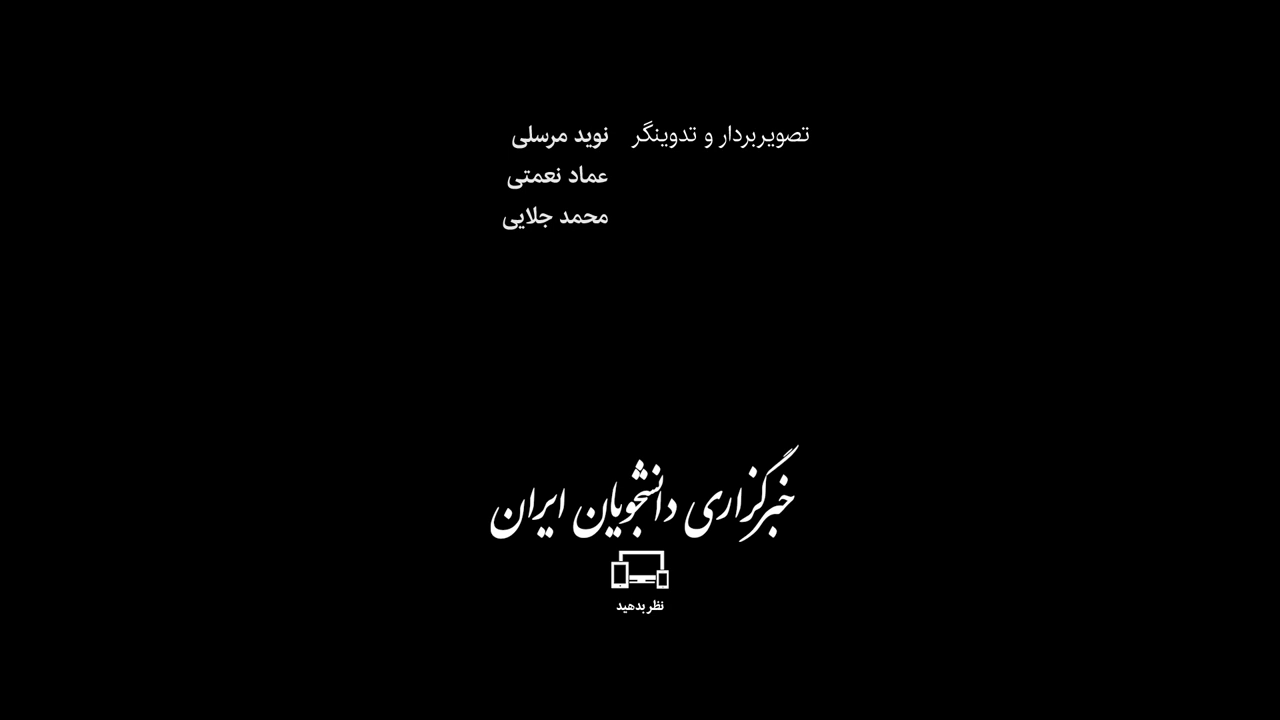 تصویربردار و تدوینگر نوید مرسلی
عماد نعمتی
محمد جلایی
خبرگزاری دانشجویان ایران
نظر بدهید